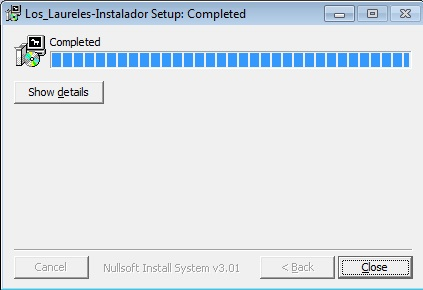 Los_Laureles-Instalador Setup: Completed
Completed
Show details
Cancel
Nullsoft Install System v3.01
< Back
Close